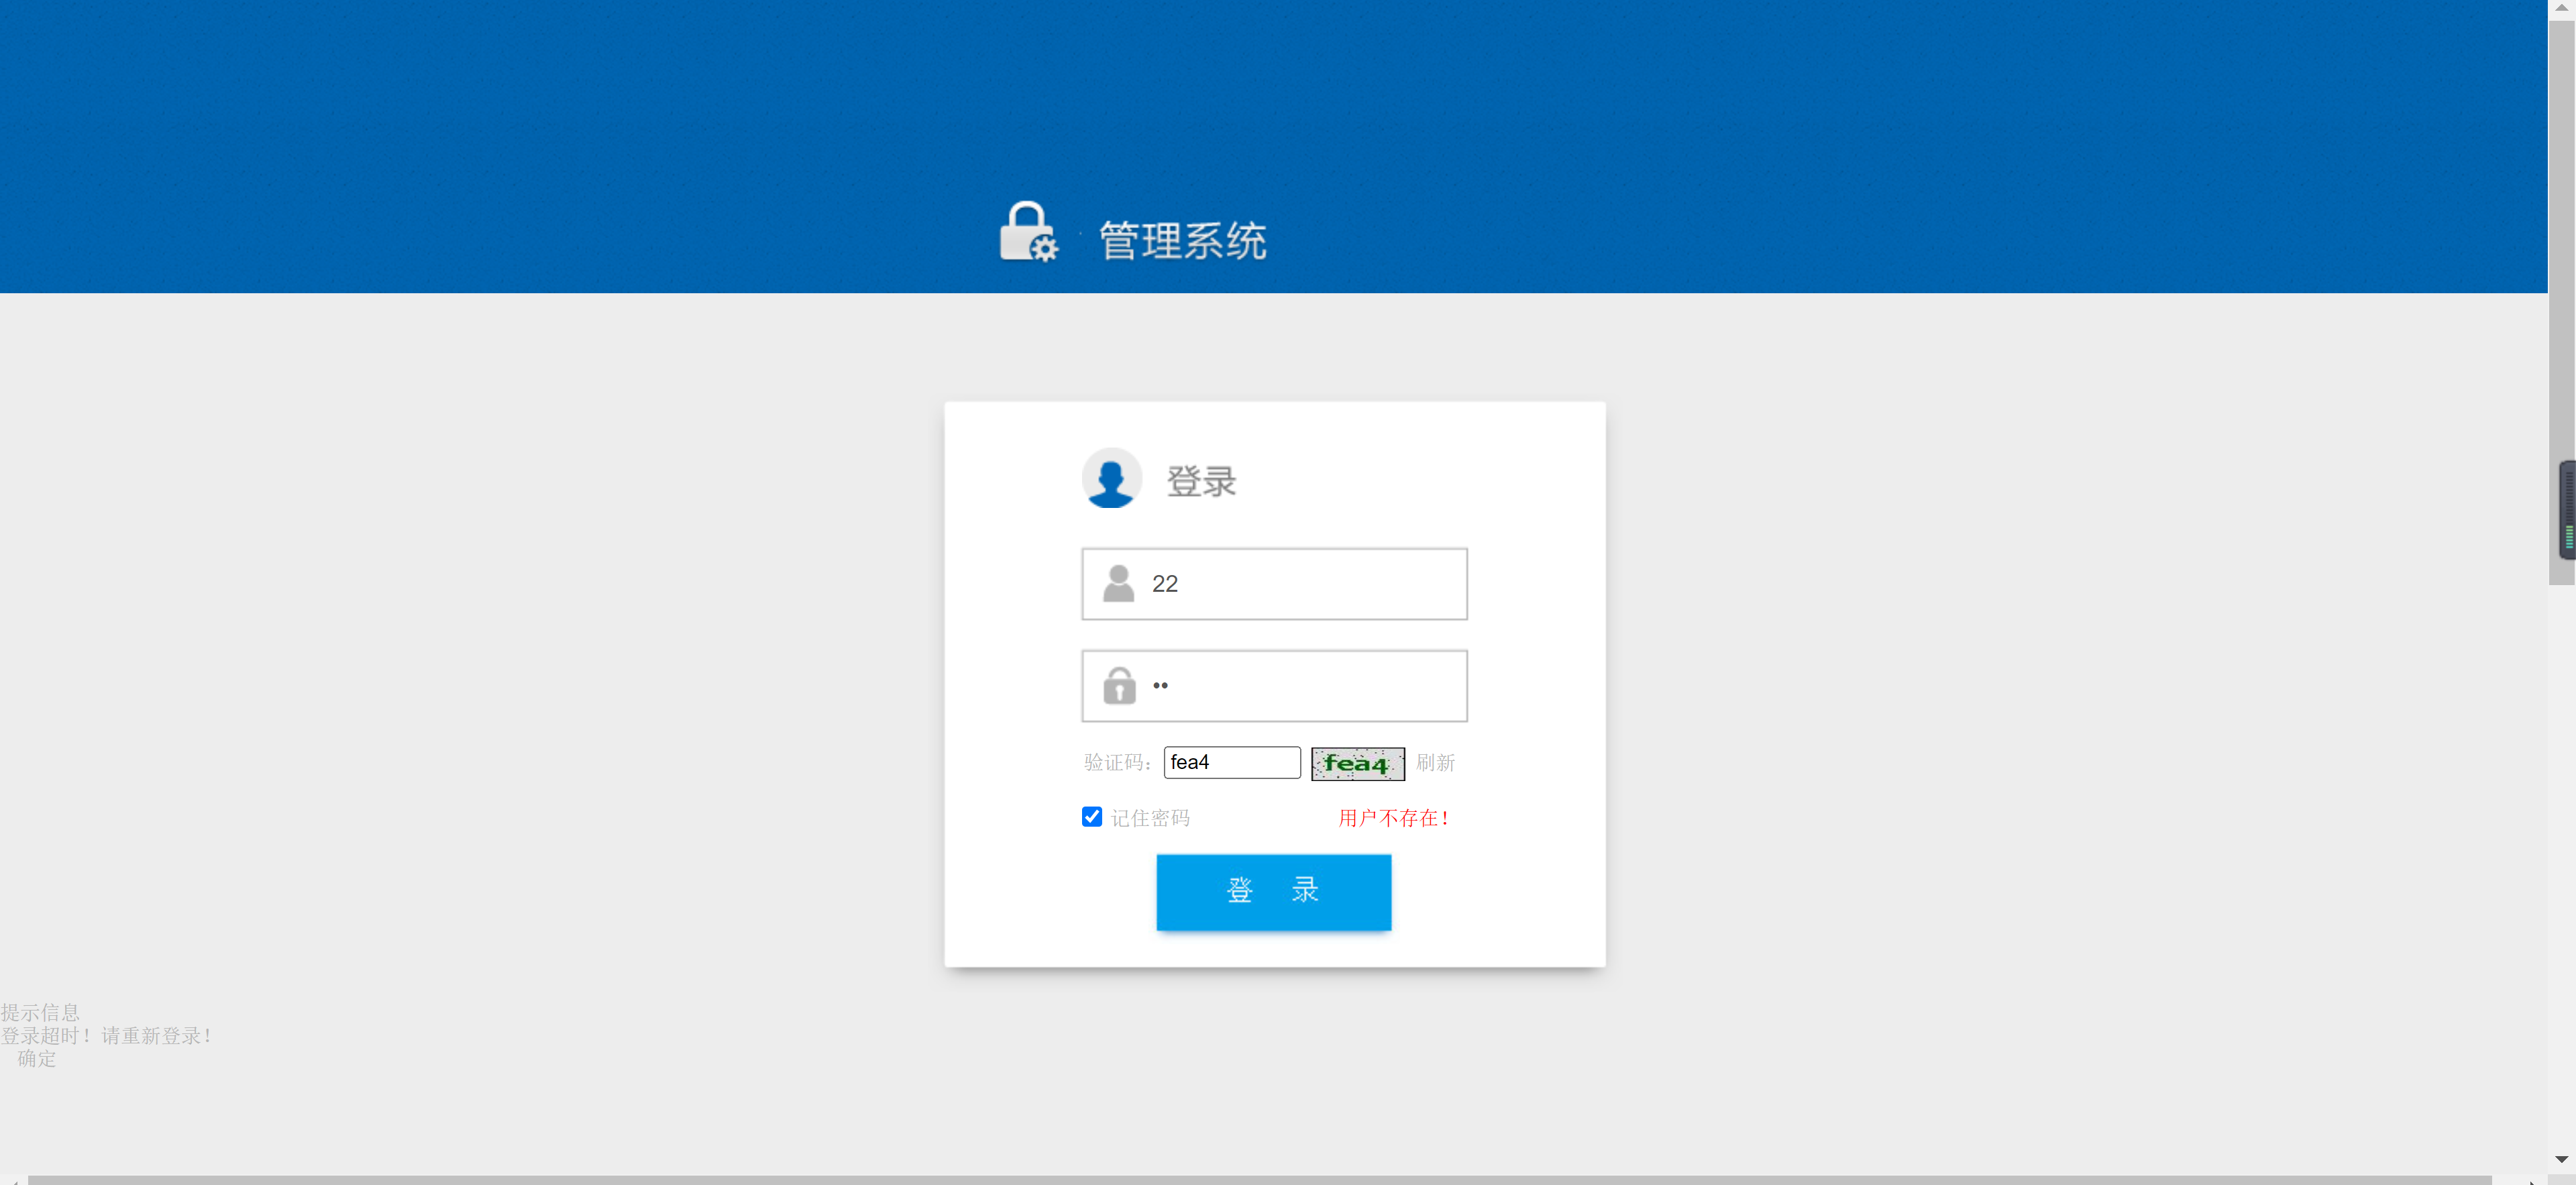 管理系统
登录
22
••
验证码：fea4 fea4 刷新
记住密码 用户不存在！
登 录
提示信息
登录超时！请重新登录！
确定